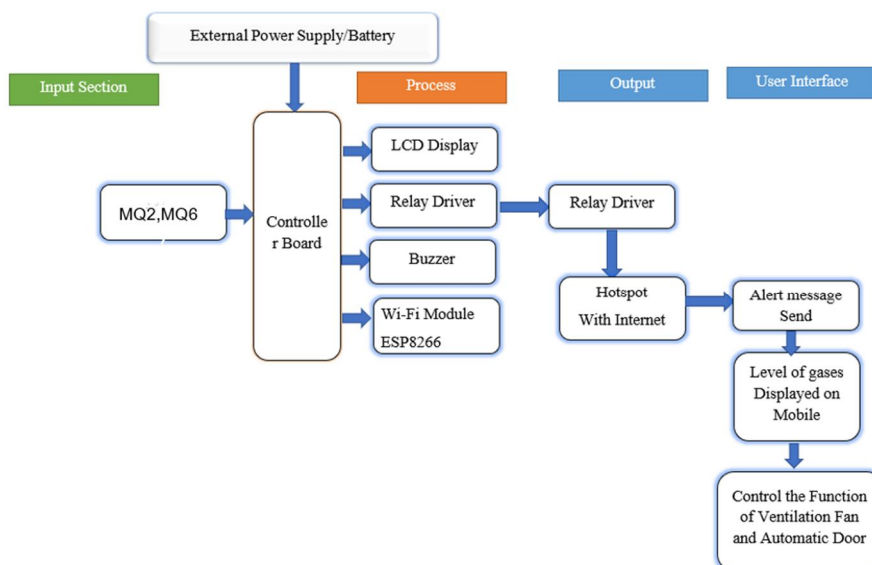 External Power Supply/Battery
Input Section
Process
Output
User Interface
MQ2,MQ6
Controlle
r Board
LCD Display
Relay Driver
Buzzer
Wi-Fi Module
ESP8266
Relay Driver
Hotspot
With Internet
Alert message
Send
Level of gases
Displayed on
Mobile
Control the Function
of Ventilation Fan
and Automatic Door